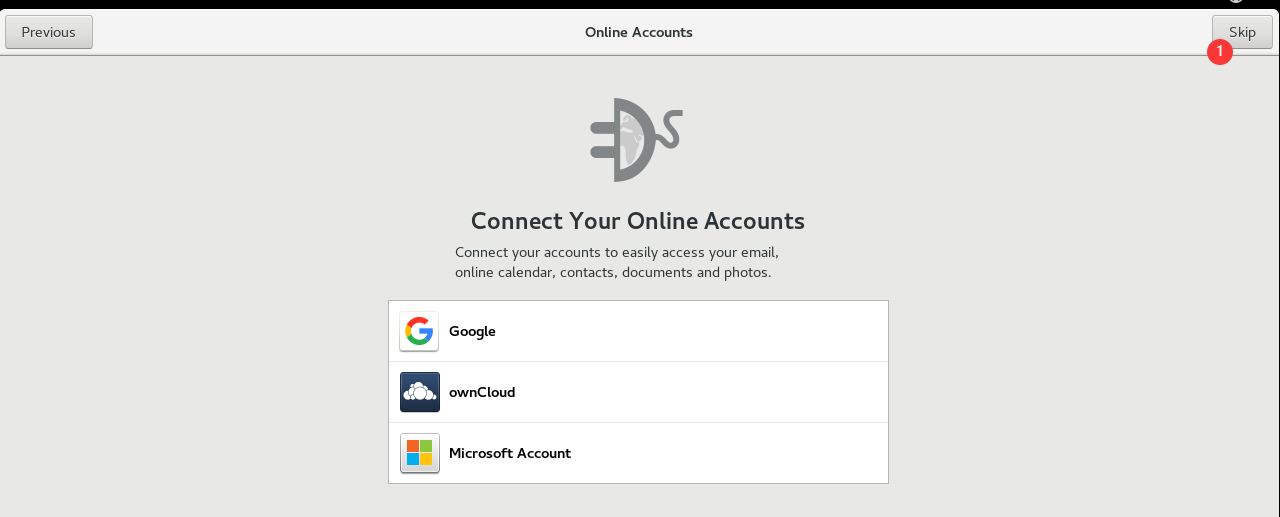 Previous
Online Accounts
Skip
1
Connect Your Online Accounts
Connect your accounts to easily access your email,
online calendar, contacts, documents and photos.
Google
ownCloud
Microsoft Account